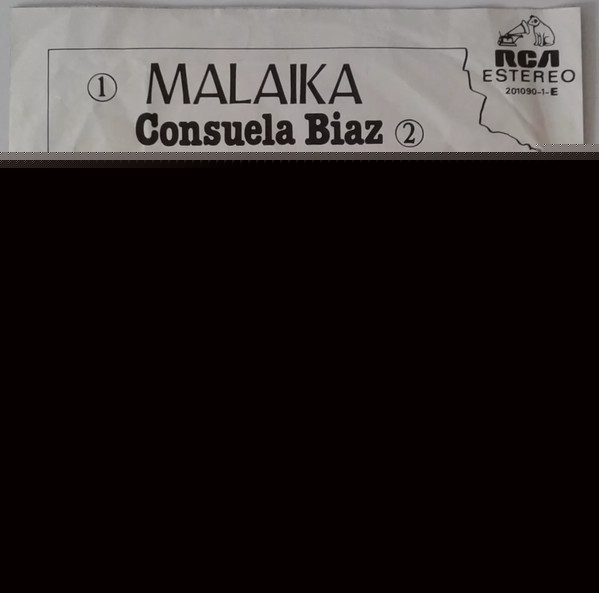 ① MALAIKA
Consuela Biaz ②
RCA
ESTEREO
201090-1-E